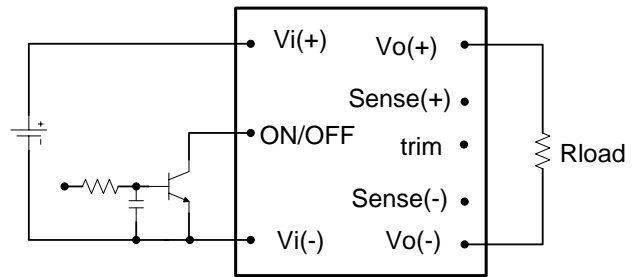 Vi(+)
Vo(+)
Sense(+)
ON/OFF
trim
Rload
Sense(-)
Vi(-)
Vo(-)
+
-